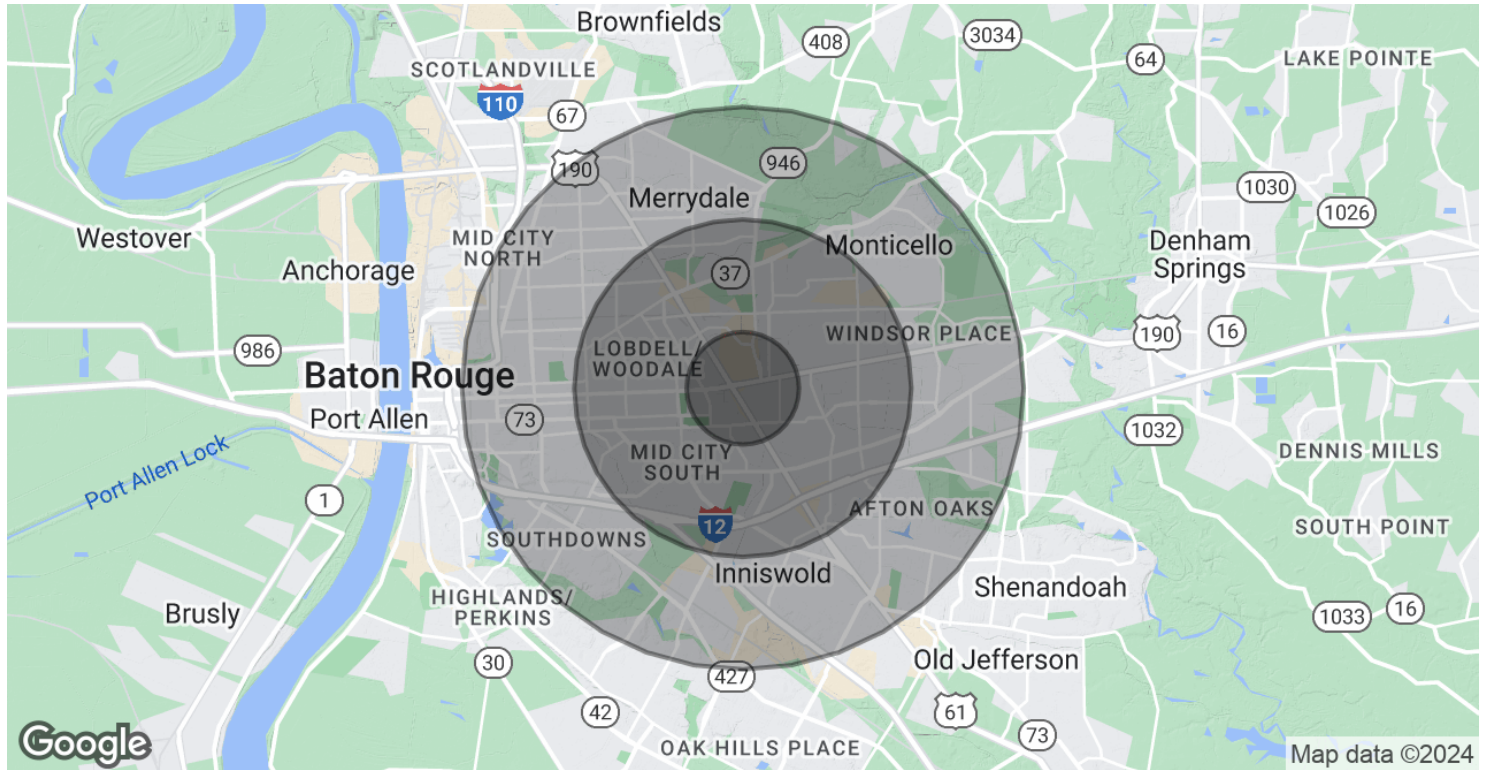 Brownfields
3034
408
64
LAKE POINTE
SCOTLANDVILLE
110
67
190
946
1030
Merrydale
1026
Westover
MID CITY
NORTH
Monticello
Denham
Springs
Anchorage
37
190
16
WINDSOR PLACE
986
LOBDELL/
WOODALE
Baton Rouge
Port Allen
73
1032
Port Allen Lock
MID CITY
SOUTH
DENNIS MILLS
1
AFTON OAKS
12
SOUTH POINT
SOUTHDOWNS
Inniswold
Shenandoah
HIGHLANDS/
PERKINS
Brusly
1033
16
30
Old Jefferson
427
42
61
73
OAK HILLS PLACE
Google
Map data ©2024